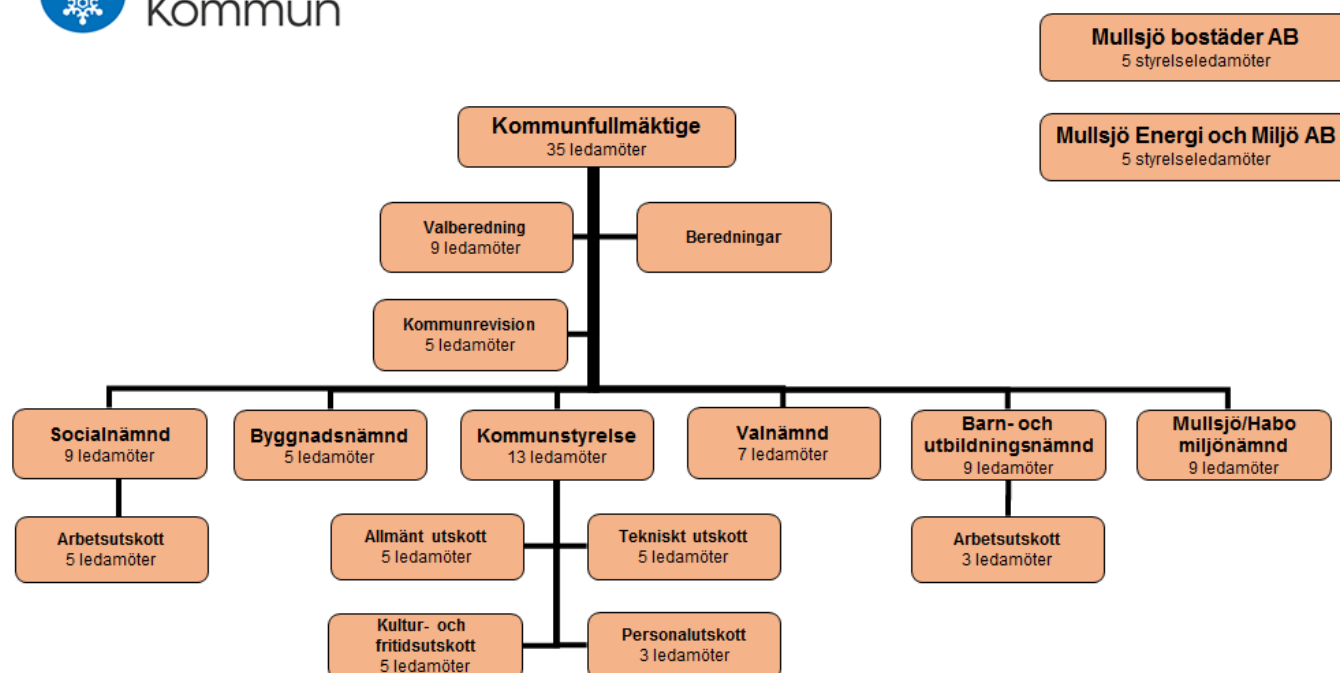 Kommun
Mullsjö bostäder AB
5 styrelseledamöter
Kommunfullmäktige
35 ledamöter
Mullsjö Energi och Miljö AB
5 styrelseledamöter
Valberedning
9 ledamöter
Beredningar
Kommunrevision
5 ledamöter
Socialnämnd
9 ledamöter
Byggnadsnämnd
5 ledamöter
Kommunstyrelse
13 ledamöter
Valnämnd
7 ledamöter
Barn- och
utbildningsnämnd
9 ledamöter
Mullsjö/Habo
miljönämnd
9 ledamöter
Arbetsutskott
5 ledamöter
Allmänt utskott
5 ledamöter
Tekniskt utskott
5 ledamöter
Arbetsutskott
3 ledamöter
Kultur- och
fritidsutskott
5 ledamöter
Personalutskott
3 ledamöter